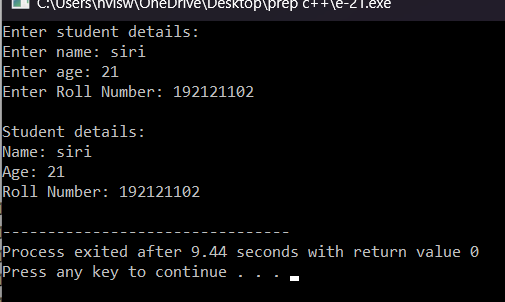 C:\Users\nvisw\OneDrive\Desktop\prep c++\e-21.exe
Enter student details:
Enter name: siri
Enter age: 21
Enter Roll Number: 192121102
Student details:
Name: siri
Age: 21
Roll Number: 192121102
--------------------------------
Process exited after 9.44 seconds with return value 0
Press any key to continue . . .